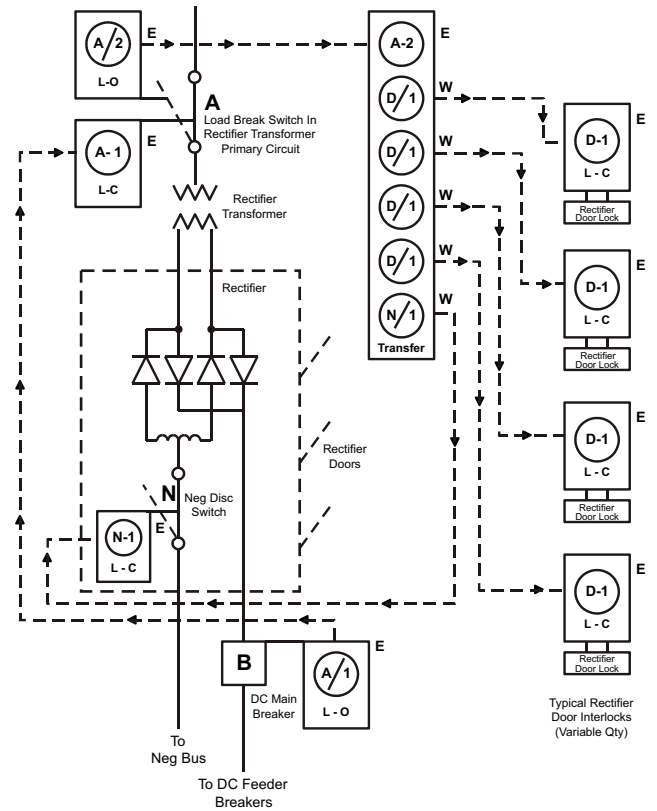 A/2
E
L-O
A-2
E
A
Load Break Switch In
Rectifier Transformer
Primary Circuit
A- 1
E
L-C
Rectifier
Transformer
D/1
W
D/1
W
D/1
W
D/1
W
N/1
W
Transfer
D-1
E
L - C
Rectifier
Door Lock
D-1
E
L - C
Rectifier
Door Lock
D-1
E
L - C
Rectifier
Door Lock
D-1
E
L - C
Rectifier
Door Lock
Rectifier
Rectifier
Doors
N
Neg Disc
Switch
E
N-1
L - C
B
DC Main
Breaker
A/1
E
L - O
To
Neg Bus
To DC Feeder
Breakers
Typical Rectifier
Door Interlocks
(Variable Qty)